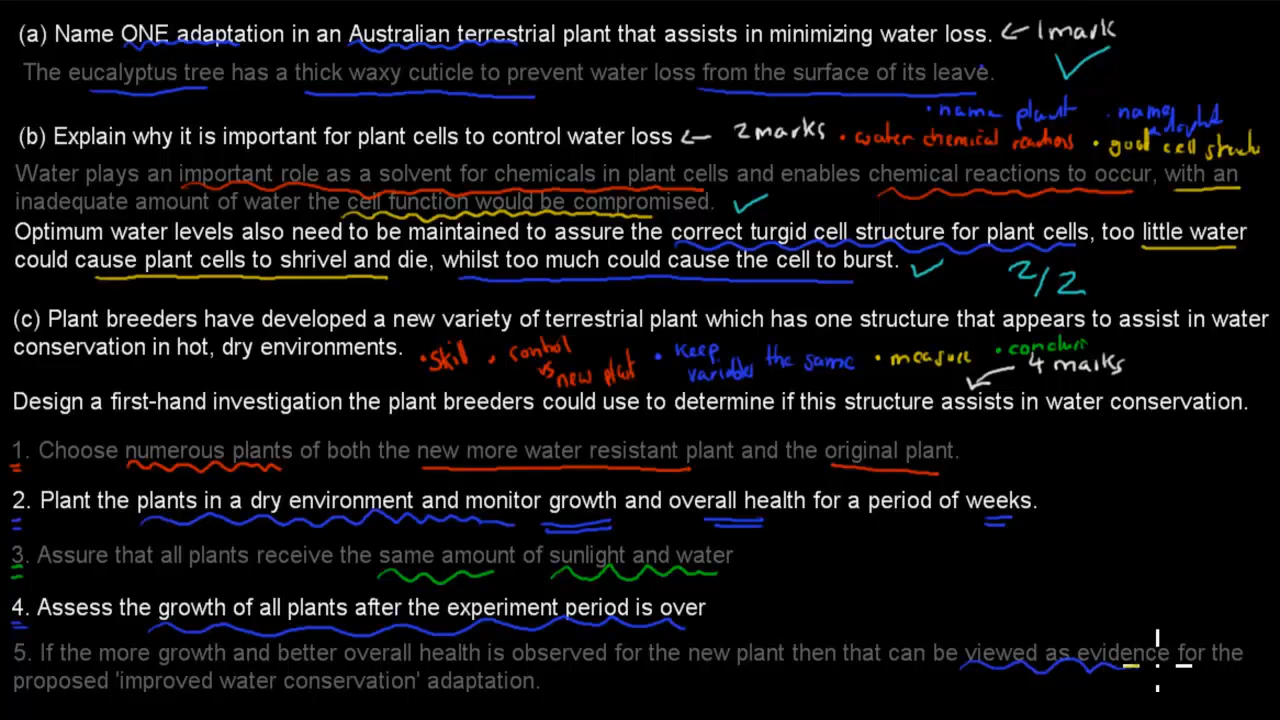 (a) Name ONE adaptation in an Australian terrestrial plant that assists in minimizing water loss. ← 1 mark
The eucalyptus tree has a thick waxy cuticle to prevent water loss from the surface of its leave.
• name plant • name adapt
(b) Explain why it is important for plant cells to control water loss ← 2 marks • water chemical reactions • good cell structu
Water plays an important role as a solvent for chemicals in plant cells and enables chemical reactions to occur, with an
inadequate amount of water the cell function would be compromised.
Optimum water levels also need to be maintained to assure the correct turgid cell structure for plant cells, too little water
could cause plant cells to shrivel and die, whilst too much could cause the cell to burst.
2/2
(c) Plant breeders have developed a new variety of terrestrial plant which has one structure that appears to assist in water
conservation in hot, dry environments. • skill • control vs new plant • keep variables the same • measure • conclusi
4 marks
Design a first-hand investigation the plant breeders could use to determine if this structure assists in water conservation.
1. Choose numerous plants of both the new more water resistant plant and the original plant.
2. Plant the plants in a dry environment and monitor growth and overall health for a period of weeks.
3. Assure that all plants receive the same amount of sunlight and water
4. Assess the growth of all plants after the experiment period is over
5. If the more growth and better overall health is observed for the new plant then that can be viewed as evidence for the
proposed 'improved water conservation' adaptation.